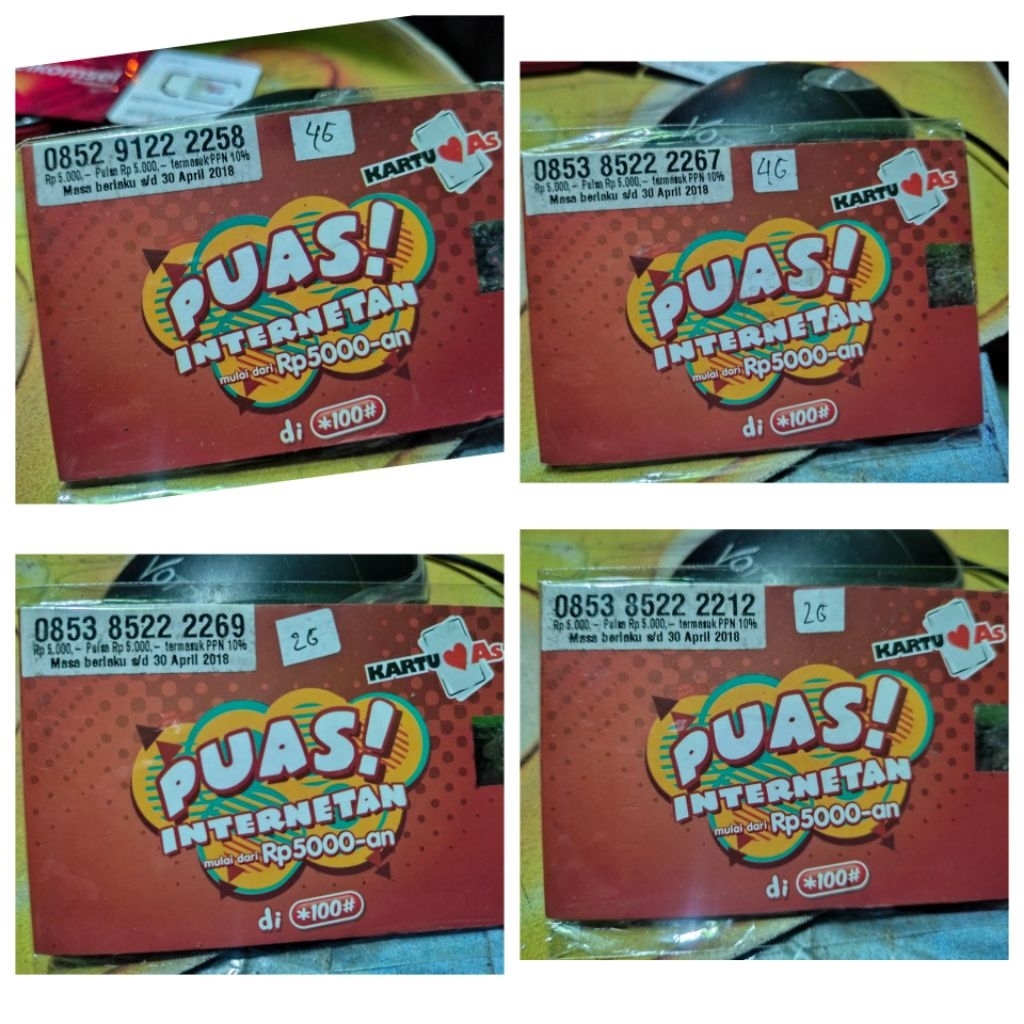 komsel
0852 9122 2258
Rp 5.000,- Pulsa Rp 5.000,- termasuk PPN 10%
Masa berlaku s/d 30 April 2018
4G
KARTU As
PUAS!
INTERNETAN
mulai dari Rp5000-an
di *100#
Vo
0853 8522 2267
Rp 5.000,- Pulsa Rp 5.000,- termasuk PPN 10%
Masa berlaku s/d 30 April 2018
4G
KARTU As
PUAS!
INTERNETAN
mulai dari Rp5000-an
di *100#
Vo
0853 8522 2269
Rp 5.000,- Pulsa Rp 5.000,- termasuk PPN 10%
Masa berlaku s/d 30 April 2018
2G
KARTU As
PUAS!
INTERNETAN
mulai dari Rp5000-an
di *100#
Vo
0853 8522 2212
Rp 5.000,- Pulsa Rp 5.000,- termasuk PPN 10%
Masa berlaku s/d 30 April 2018
2G
KARTU As
PUAS!
INTERNETAN
mulai dari Rp5000-an
di *100#